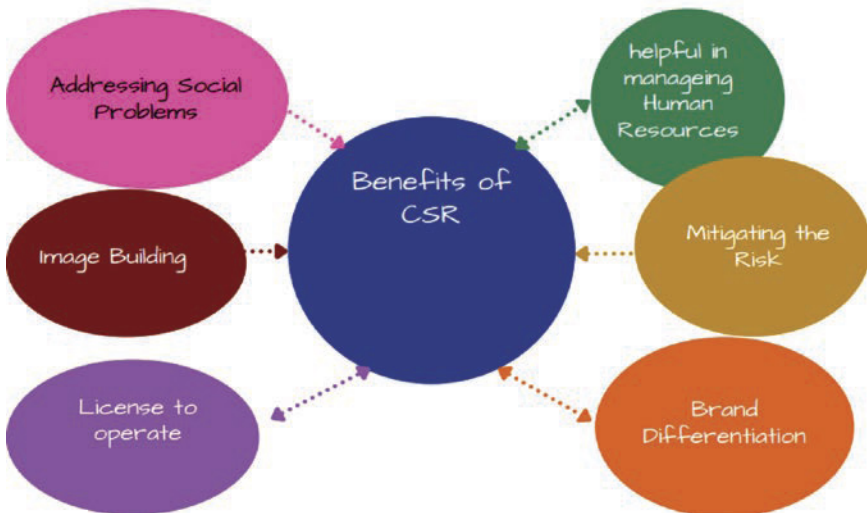 Addressing Social
Problems
helpful in
manageing
Human
Resources
Benefits of
CSR
Image Building
Mitigating the
Risk
License to
operate
Brand
Differentiation